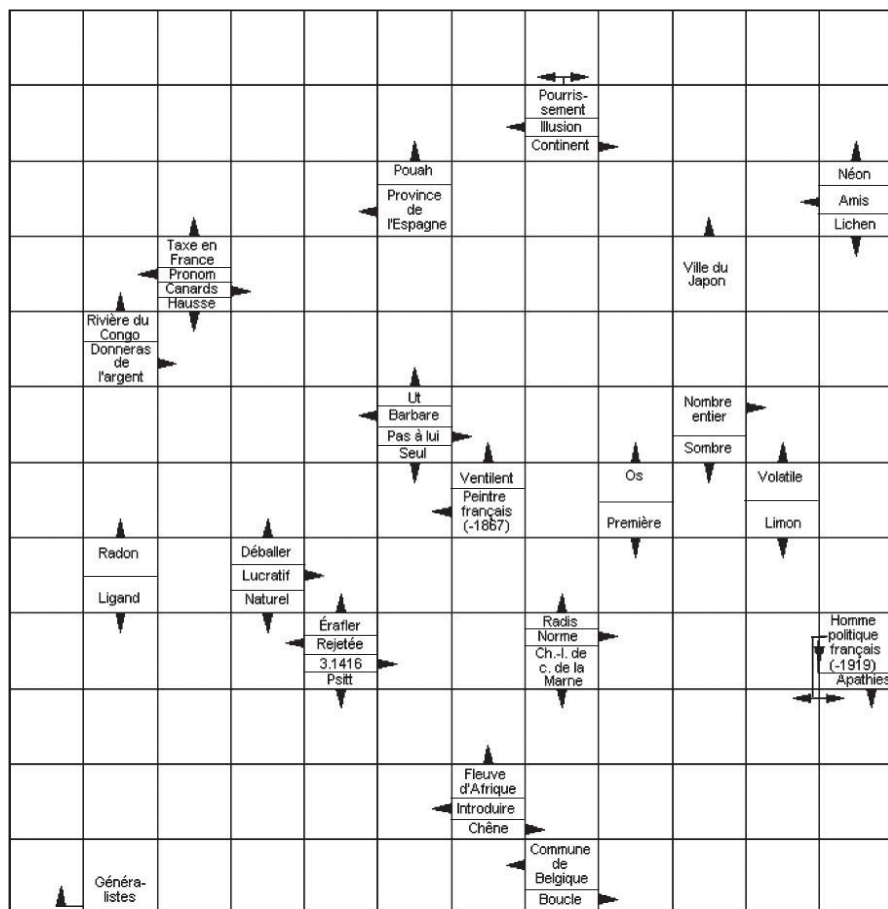 Pourris-
sement
Illusion
Continent
Pouah
Province
de
l'Espagne
Néon
Amis
Lichen
Taxe en
France
Pronom
Canards
Hausse
Ville du
Japon
Rivière du
Congo
Donneras
de
l'argent
Ut
Barbare
Pas à lui
Seul
Nombre
entier
Sombre
Ventilent
Peintre
français
(-1867)
Os
Première
Volatile
Limon
Radon
Ligand
Déballer
Lucratif
Naturel
Érafler
Rejetée
3.1416
Psitt
Radis
Norme
Ch.-l. de
c. de la
Marne
Homme
politique
français
(-1919)
Apathies
Fleuve
d'Afrique
Introduire
Chêne
Généra-
listes
Commune
de
Belgique
Boucle